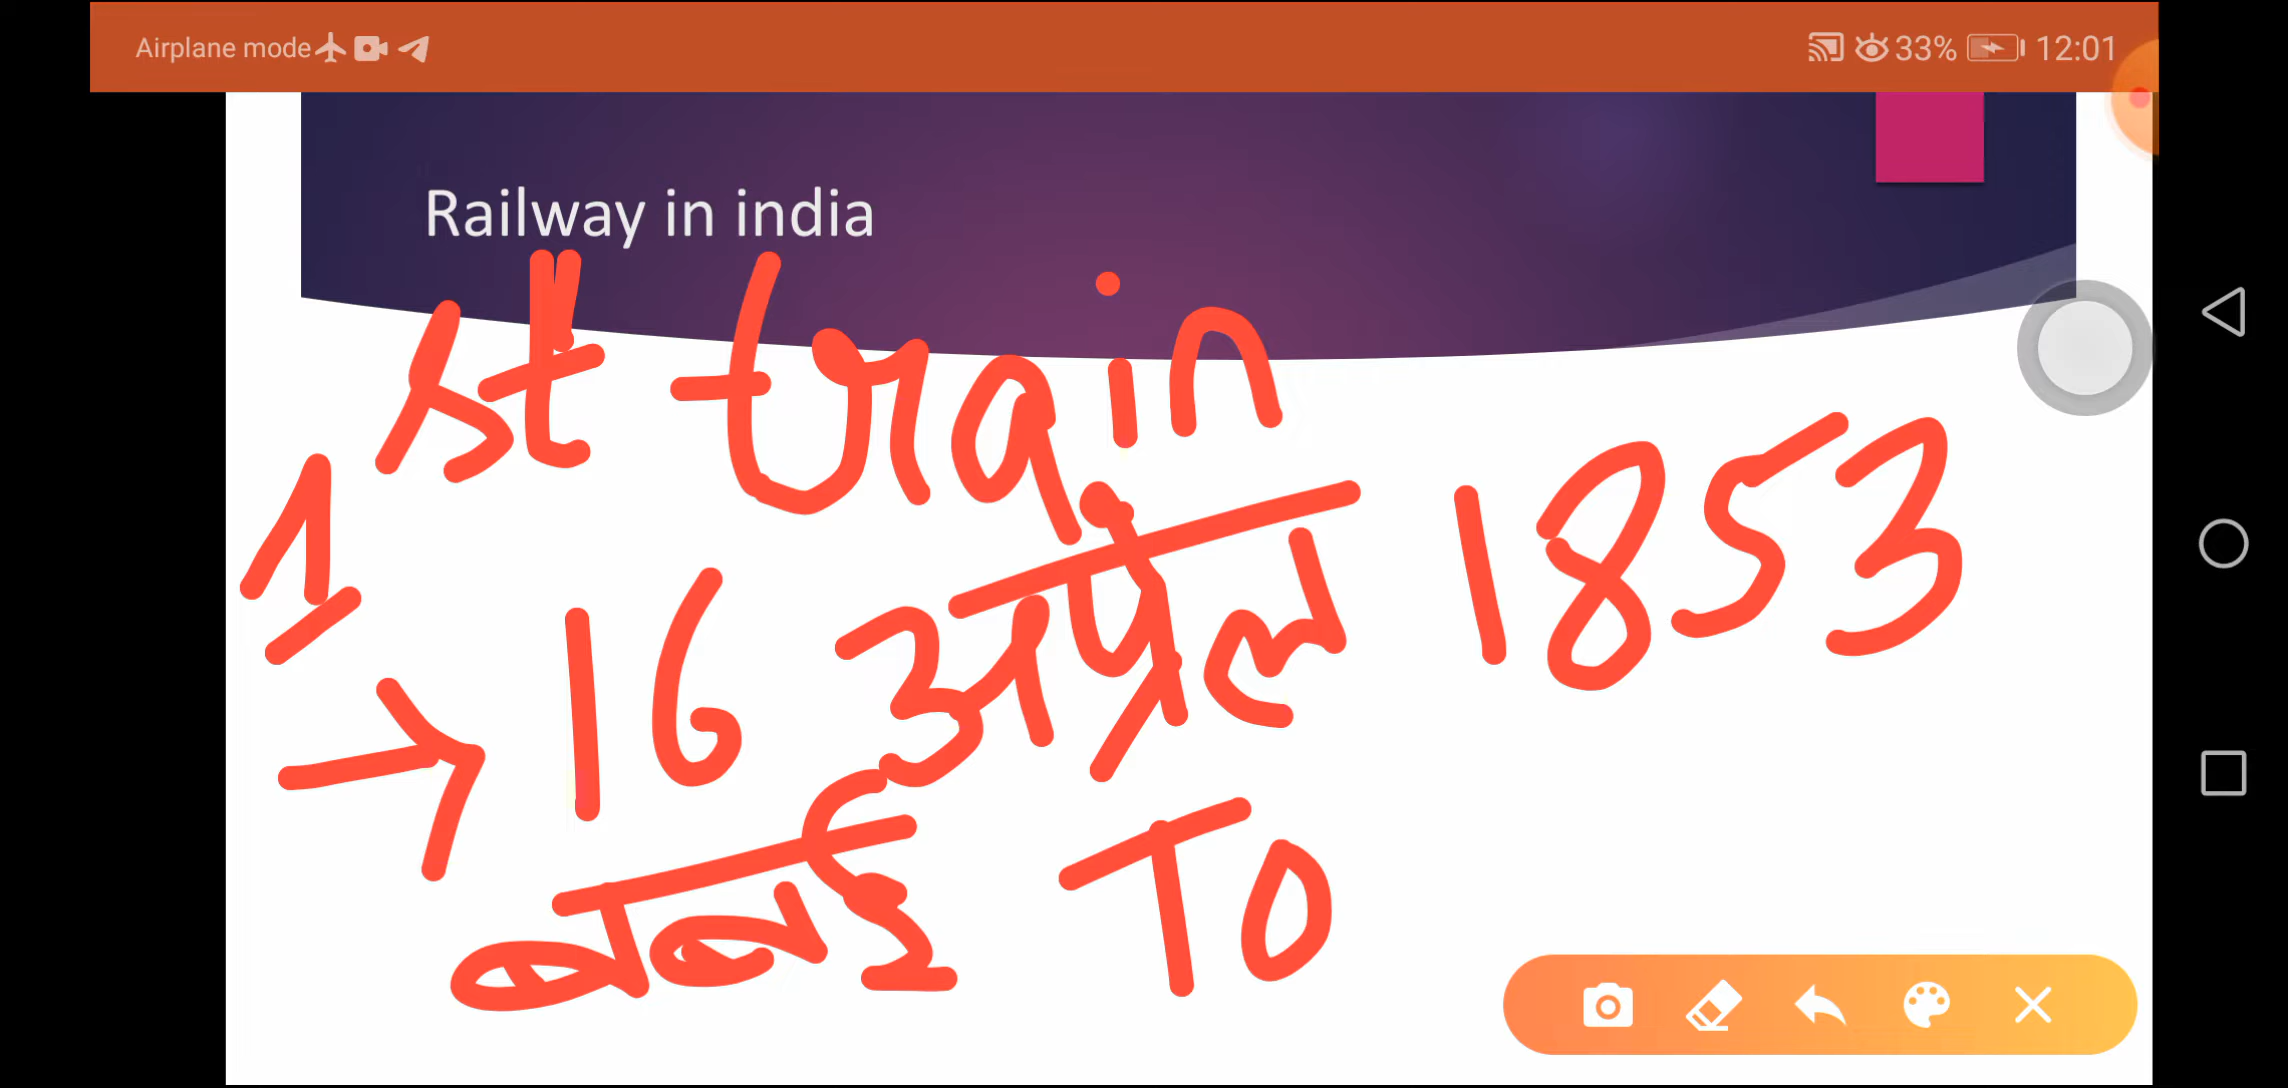 Airplane mode 33% 12:01
Railway in india
1st train
→ 16 अप्रैल 1853
बम्बई TO